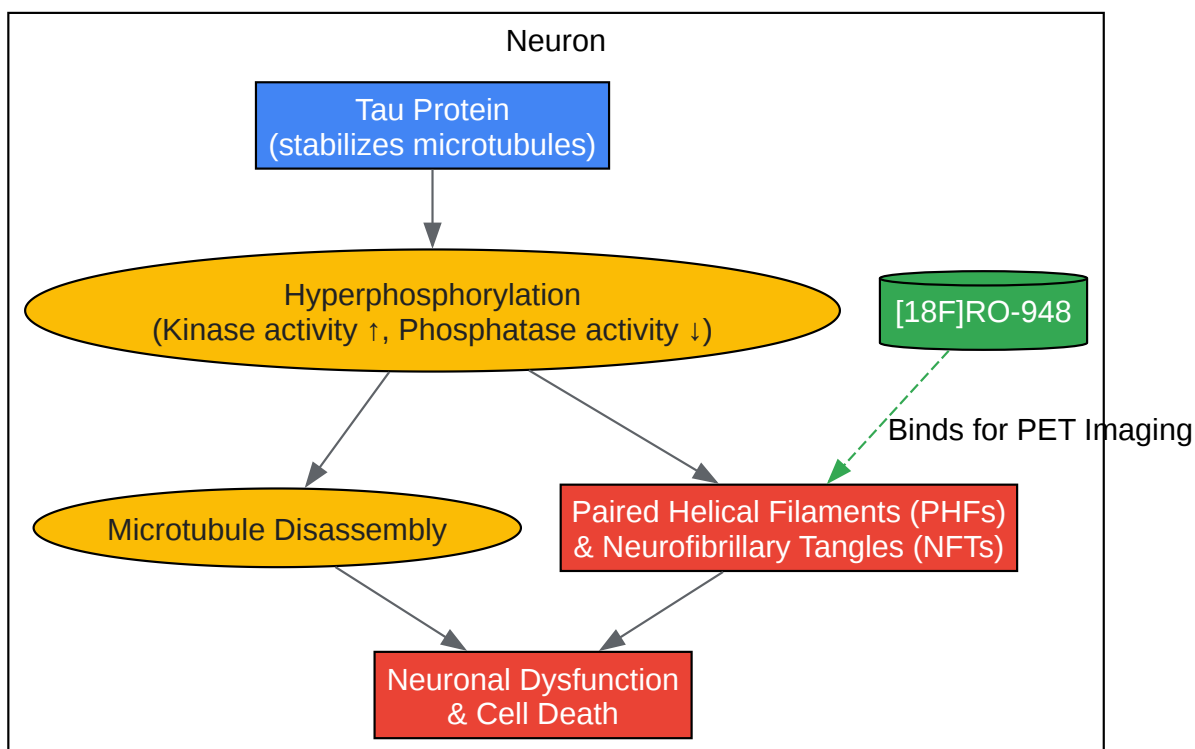 Neuron
Tau Protein
(stabilizes microtubules)
Hyperphosphorylation
(Kinase activity ↑, Phosphatase activity ↓)
[18F]RO-948
Binds for PET Imaging
Microtubule Disassembly
Paired Helical Filaments (PHFs)
& Neurofibrillary Tangles (NFTs)
Neuronal Dysfunction
& Cell Death